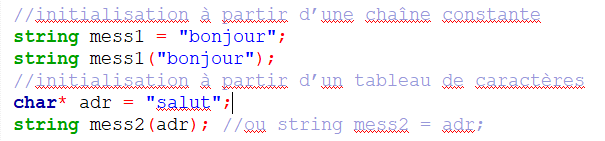 //initialisation à partir d’une chaîne constante
string mess1 = "bonjour";
string mess1("bonjour");
//initialisation à partir d’un tableau de caractères
char* adr = "salut";
string mess2(adr); //ou string mess2 = adr;